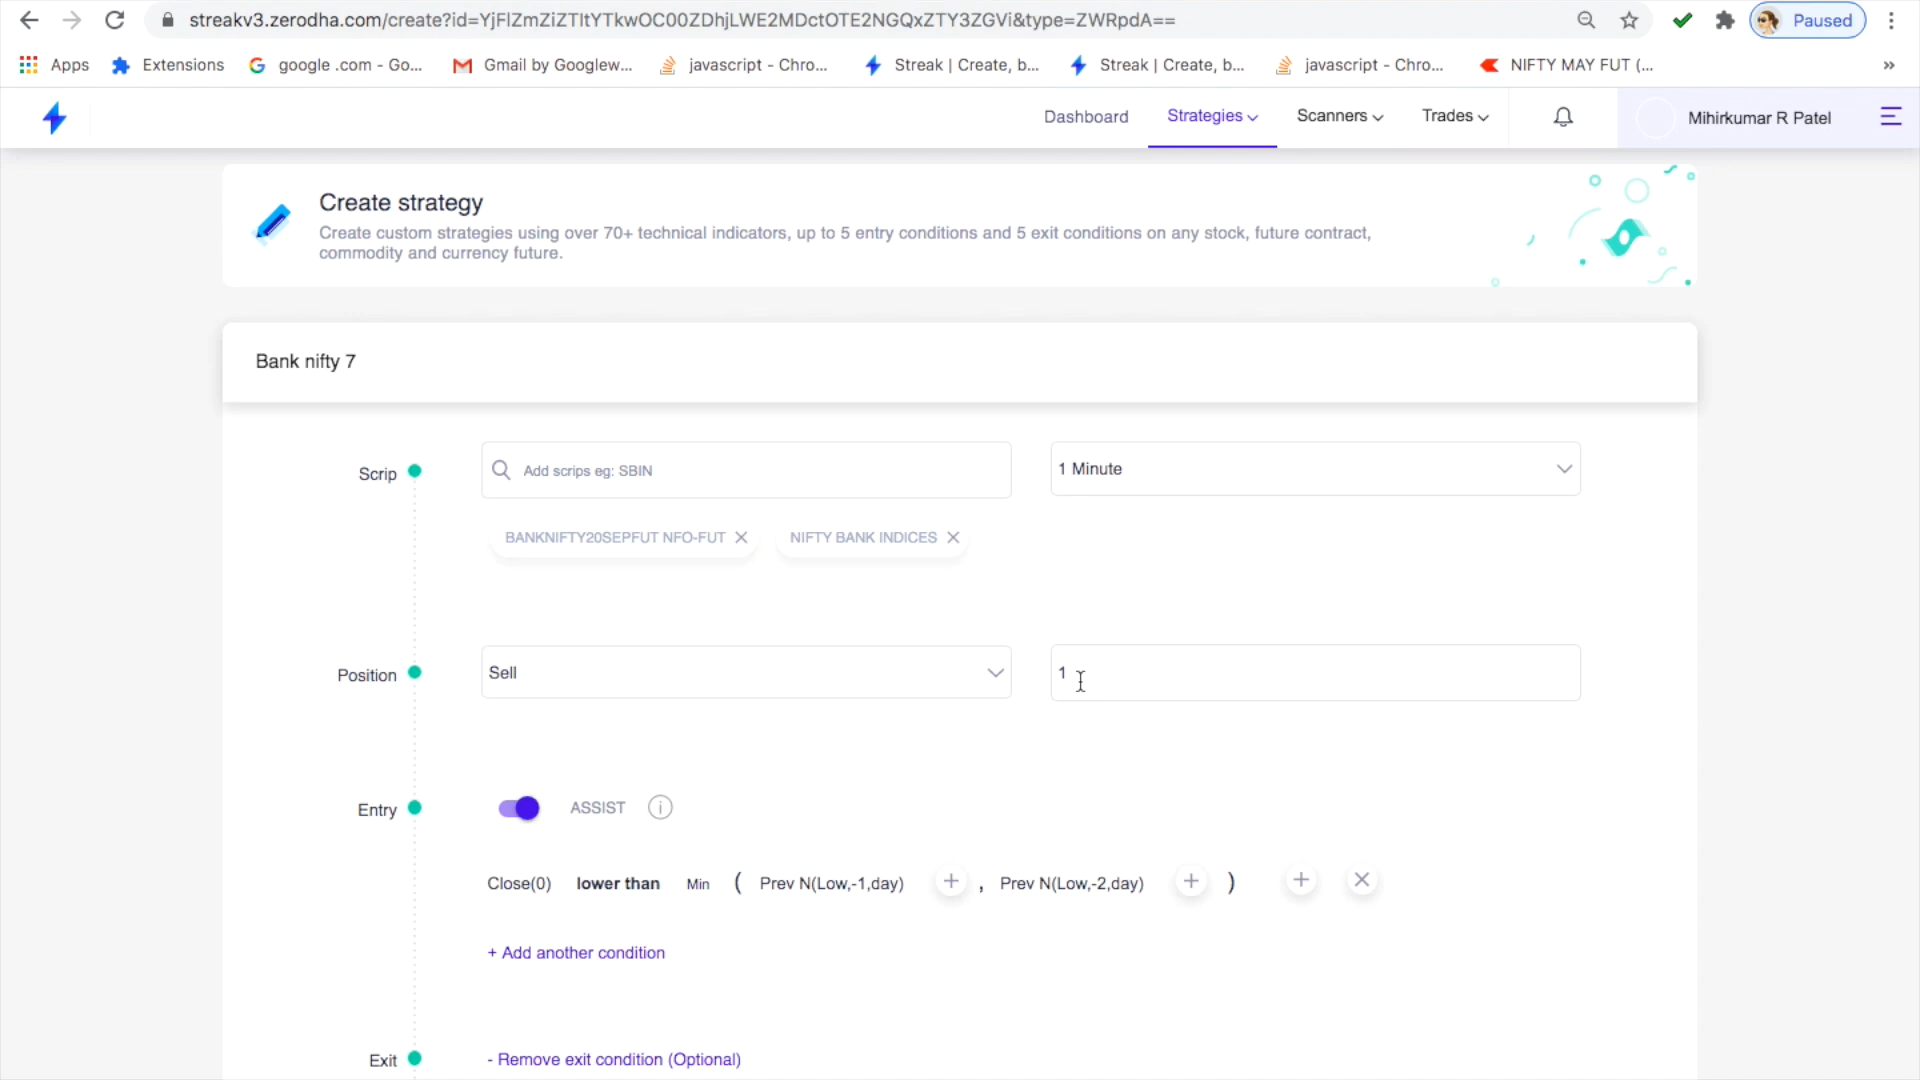 streakv3.zerodha.com/create?id=YjFlZmZiZTItYTkwOC00ZDhjLWE2MDctOTE2NGQxZTY3ZGVi&type=ZWRpdA==
Paused
Apps
Extensions
google .com - Go...
Gmail by Googlew...
javascript - Chro...
Streak | Create, b...
Streak | Create, b...
javascript - Chro...
NIFTY MAY FUT (...
»
Dashboard
Strategies
Scanners
Trades
Mihirkumar R Patel
Create strategy
Create custom strategies using over 70+ technical indicators, up to 5 entry conditions and 5 exit conditions on any stock, future contract,
commodity and currency future.
Bank nifty 7
Scrip
Add scrips eg: SBIN
1 Minute
BANKNIFTY20SEPFUT NFO-FUT
NIFTY BANK INDICES
Position
Sell
1
Entry
ASSIST
Close(0) lower than Min ( Prev N(Low,-1,day) + , Prev N(Low,-2,day) + ) +
+ Add another condition
Exit
- Remove exit condition (Optional)